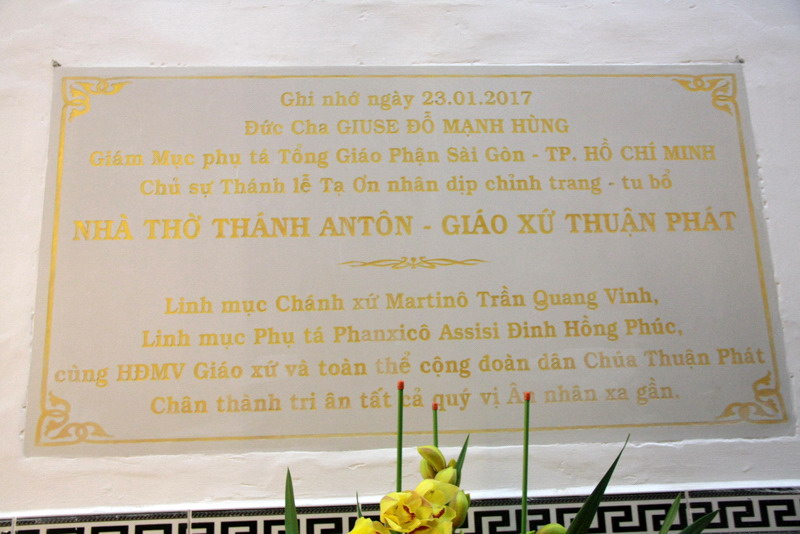 Ghi nhớ ngày 23.01.2017
Đức Cha GIUSE ĐỖ MẠNH HÙNG
Giám Mục phụ tá Tổng Giáo Phận Sài Gòn - TP. HỒ CHÍ MINH
Chủ sự Thánh lễ Tạ Ơn nhân dịp chỉnh trang - tu bổ
NHÀ THỜ THÁNH ANTÔN - GIÁO XỨ THUẬN PHÁT
Linh mục Chánh xứ Martinô Trần Quang Vinh,
Linh mục Phụ tá Phanxicô Assisi Đinh Hồng Phúc,
cùng HĐMV Giáo xứ và toàn thể cộng đoàn dân Chúa Thuận Phát
Chân thành tri ân tất cả quý vị Ân nhân xa gần.